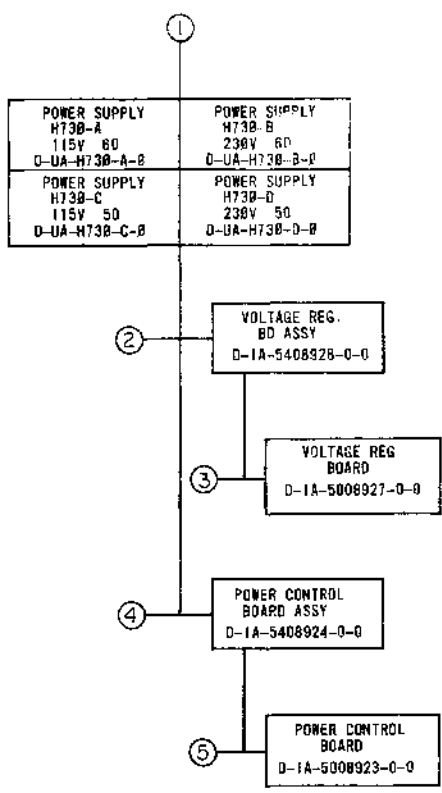 1
POWER SUPPLY
H730-A
115V 60
D-UA-H730-A-0
POWER SUPPLY
H730-B
230V 60
D-UA-H730-B-0
POWER SUPPLY
H730-C
115V 50
D-UA-H730-C-0
POWER SUPPLY
H730-D
230V 50
D-UA-H730-D-0
2
VOLTAGE REG.
BD ASSY
D-IA-5408928-0-0
3
VOLTAGE REG
BOARD
D-IA-5008927-0-0
4
POWER CONTROL
BOARD ASSY
D-IA-5408924-0-0
5
POWER CONTROL
BOARD
D-IA-5008923-0-0